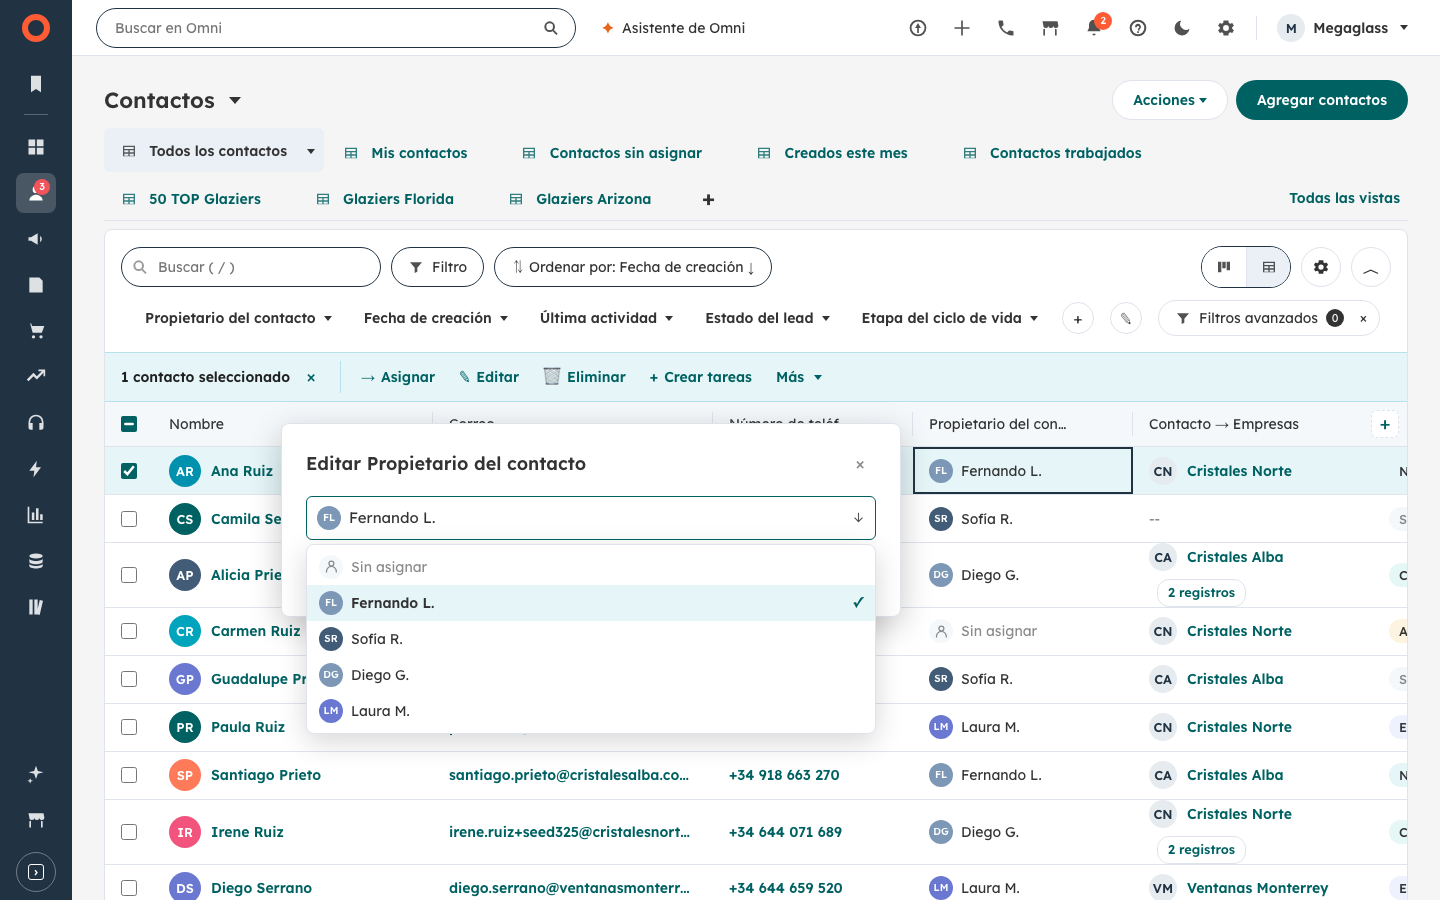 Buscar en Omni
Asistente de Omni
2
M
Megaglass
3
Contactos
Acciones
Agregar contactos
Todos los contactos
Mis contactos
Contactos sin asignar
Creados este mes
Contactos trabajados
50 TOP Glaziers
Glaziers Florida
Glaziers Arizona
+
Todas las vistas
Buscar ( / )
Filtro
Ordenar por: Fecha de creación ↓
Propietario del contacto
Fecha de creación
Última actividad
Estado del lead
Etapa del ciclo de vida
+
Filtros avanzados 0 ×
1 contacto seleccionado ×
→ Asignar
Editar
Eliminar
+ Crear tareas
Más
Nombre
Correo
Número de teléf...
Propietario del con...
Contacto → Empresas
+
AR Ana Ruiz
FL Fernando L.
CN Cristales Norte
N
CS Camila Se
SR Sofía R.
--
S
AP Alicia Prie
DG Diego G.
CA Cristales Alba
2 registros
C
CR Carmen Ruiz
Sin asignar
CN Cristales Norte
A
GP Guadalupe Pr
SR Sofía R.
CA Cristales Alba
S
PR Paula Ruiz
LM Laura M.
CN Cristales Norte
E
SP Santiago Prieto
santiago.prieto@cristalesalba.co...
+34 918 663 270
FL Fernando L.
CA Cristales Alba
N
IR Irene Ruiz
irene.ruiz+seed325@cristalesnort...
+34 644 071 689
DG Diego G.
CN Cristales Norte
2 registros
C
DS Diego Serrano
diego.serrano@ventanasmonterr...
+34 644 659 520
LM Laura M.
VM Ventanas Monterrey
E
Editar Propietario del contacto
×
FL Fernando L. ↓
Sin asignar
FL Fernando L. ✓
SR Sofía R.
DG Diego G.
LM Laura M.